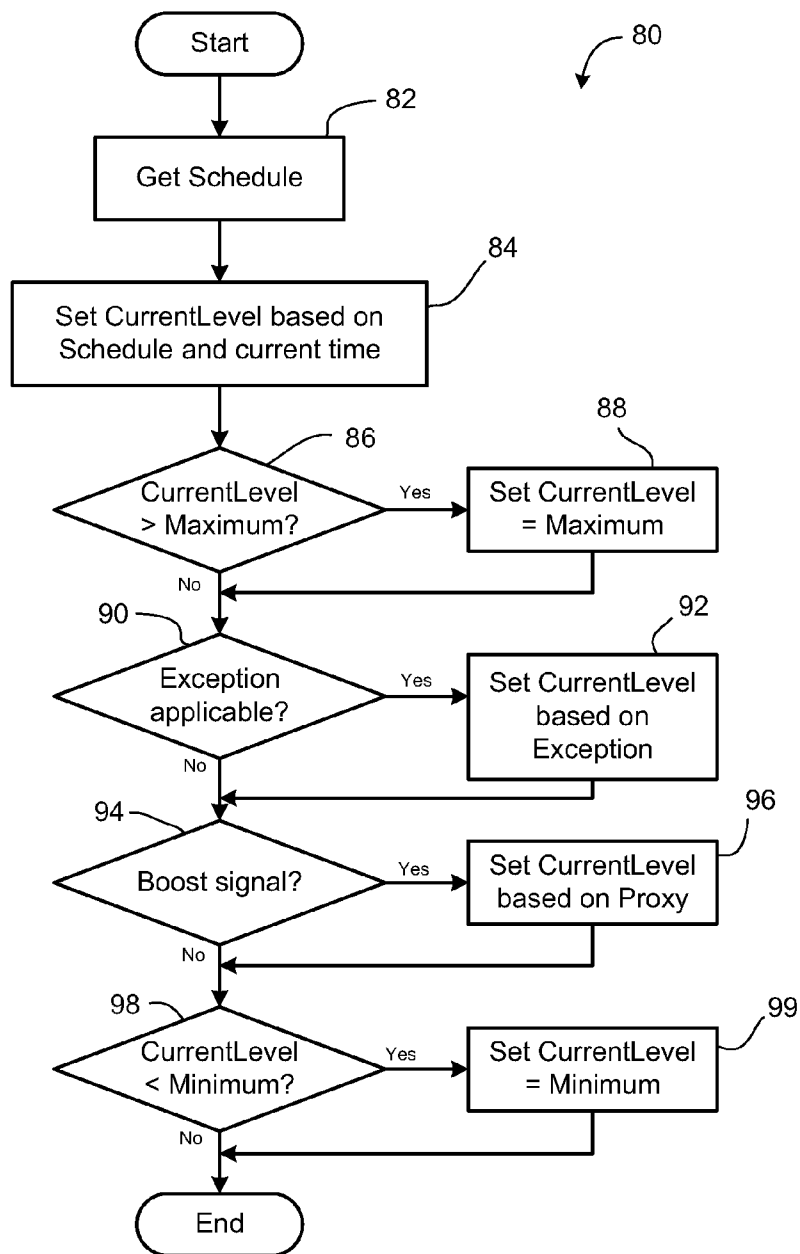 Start
80
82
Get Schedule
84
Set CurrentLevel based on
Schedule and current time
86
CurrentLevel
> Maximum?
Yes
88
Set CurrentLevel
= Maximum
No
90
Exception
applicable?
Yes
92
Set CurrentLevel
based on
Exception
No
94
Boost signal?
Yes
96
Set CurrentLevel
based on Proxy
No
98
CurrentLevel
< Minimum?
Yes
99
Set CurrentLevel
= Minimum
No
End